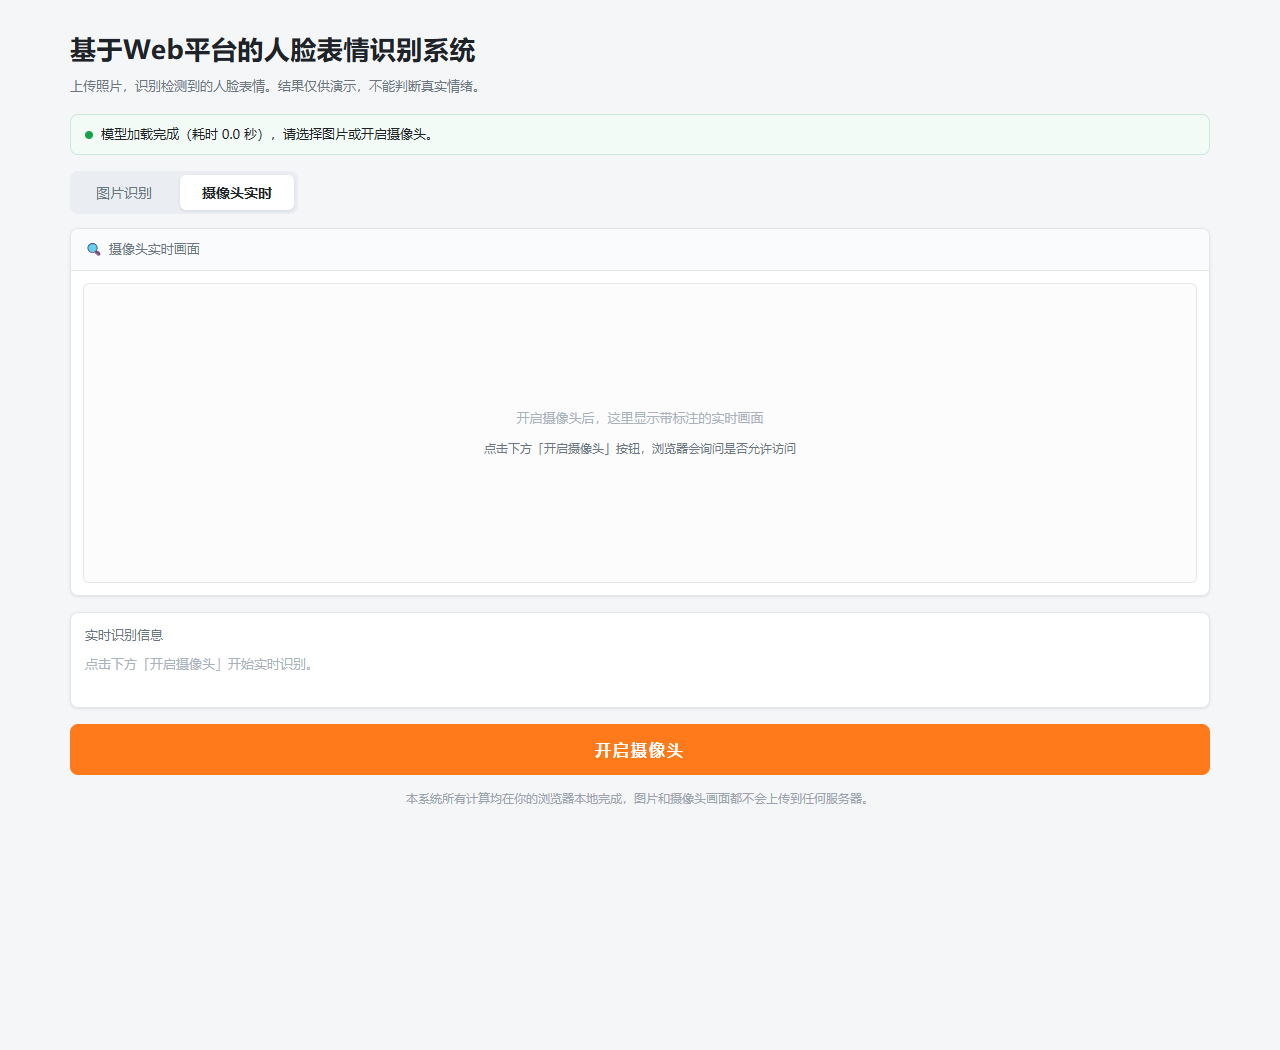 基于Web平台的人脸表情识别系统
上传照片，识别检测到的人脸表情。结果仅供演示，不能判断真实情绪。
模型加载完成（耗时 0.0 秒），请选择图片或开启摄像头。
图片识别
摄像头实时
摄像头实时画面
开启摄像头后，这里显示带标注的实时画面
点击下方「开启摄像头」按钮，浏览器会询问是否允许访问
实时识别信息
点击下方「开启摄像头」开始实时识别。
开启摄像头
本系统所有计算均在你的浏览器本地完成，图片和摄像头画面都不会上传到任何服务器。